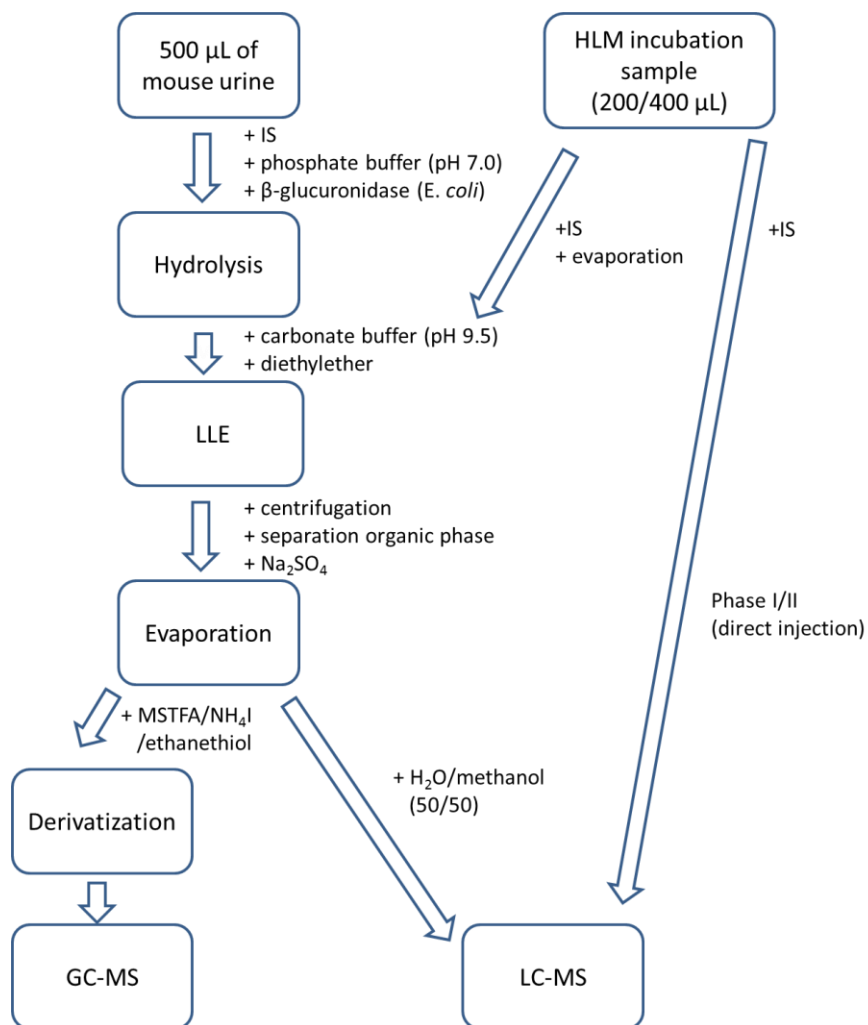 500 µL of
mouse urine
HLM incubation
sample
(200/400 µL)
+ IS
+ phosphate buffer (pH 7.0)
+ β-glucuronidase (E. coli)
+IS
+ evaporation
+IS
Hydrolysis
+ carbonate buffer (pH 9.5)
+ diethylether
LLE
+ centrifugation
+ separation organic phase
+ Na₂SO₄
Phase I/II
(direct injection)
Evaporation
+ MSTFA/NH₄I
/ethanethiol
+ H₂O/methanol
(50/50)
Derivatization
GC-MS
LC-MS